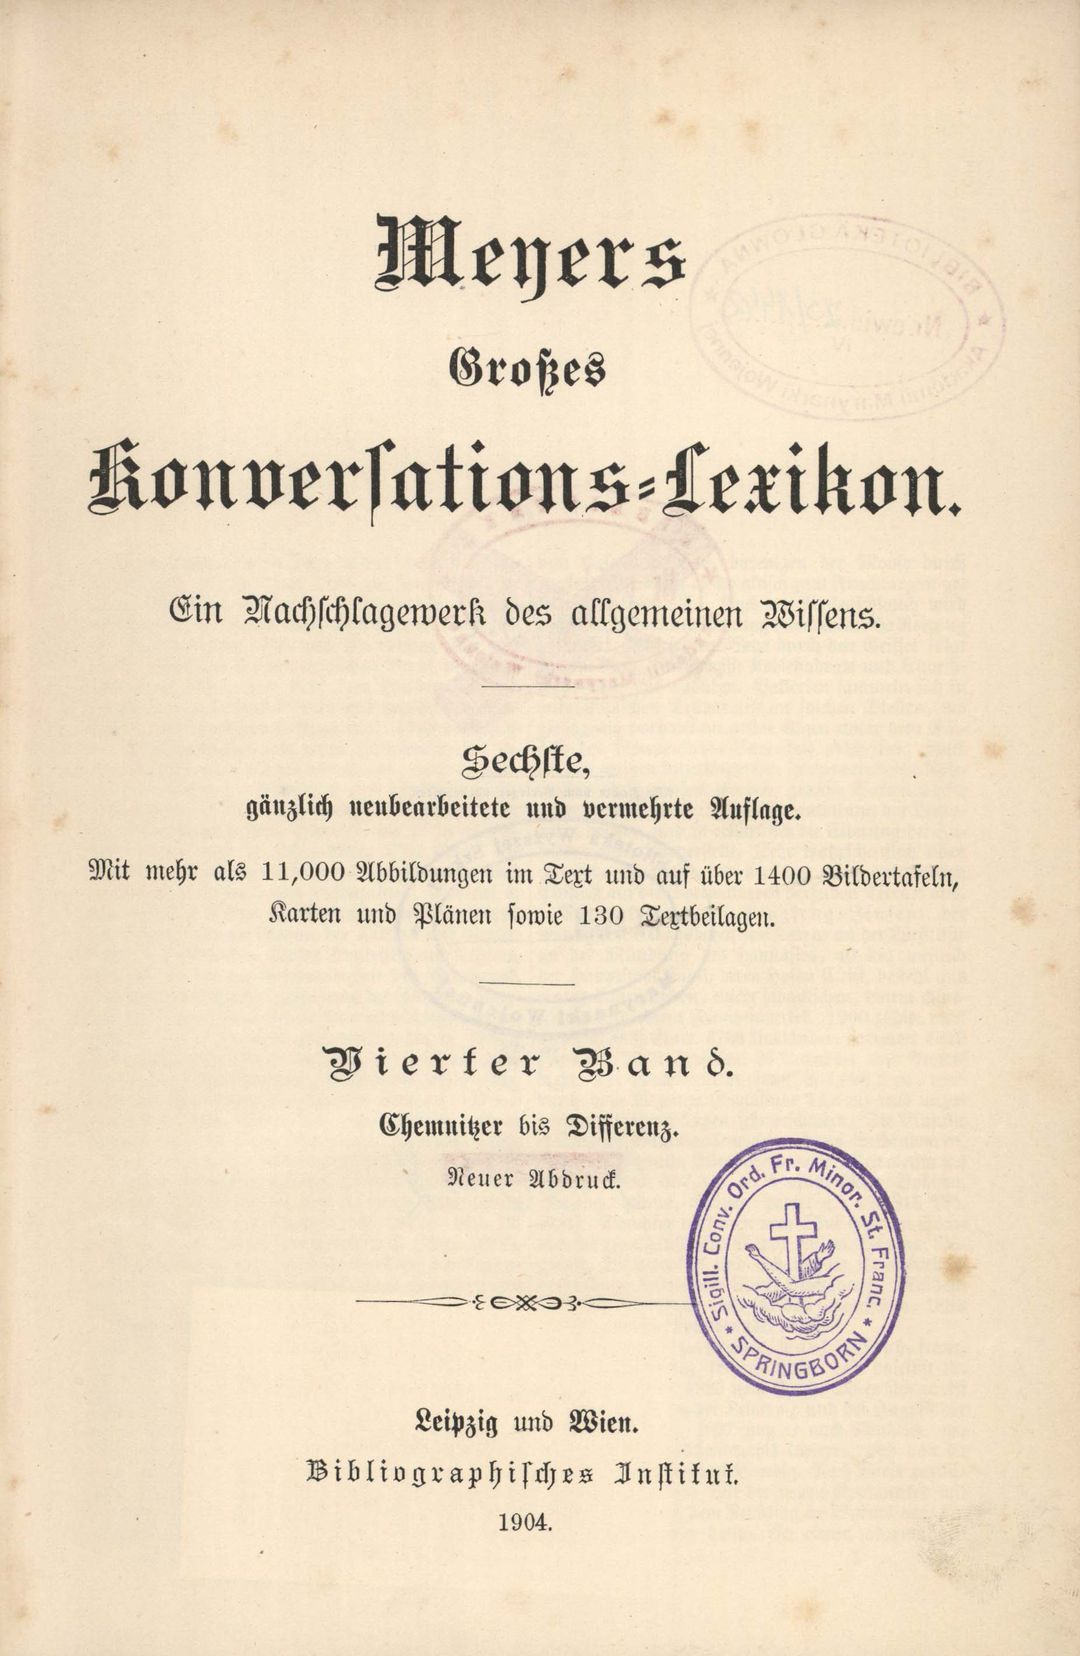 Meyers
Großes
Konverſations-Lexikon.
Ein Nachſchlagewerk des allgemeinen Wiſſens.
Sechſte,
gänzlich neubearbeitete und vermehrte Auflage.
Mit mehr als 11,000 Abbildungen im Text und auf über 1400 Bildertafeln,
Karten und Plänen ſowie 130 Textbeilagen.
Vierter Band.
Chemnitzer bis Differenz.
Neuer Abdruck.
Sigill. Conv. Ord. Fr. Minor. St. Franc.
* SPRINGBORN *
Leipzig und Wien.
Bibliographiſches Inſtitut.
1904.